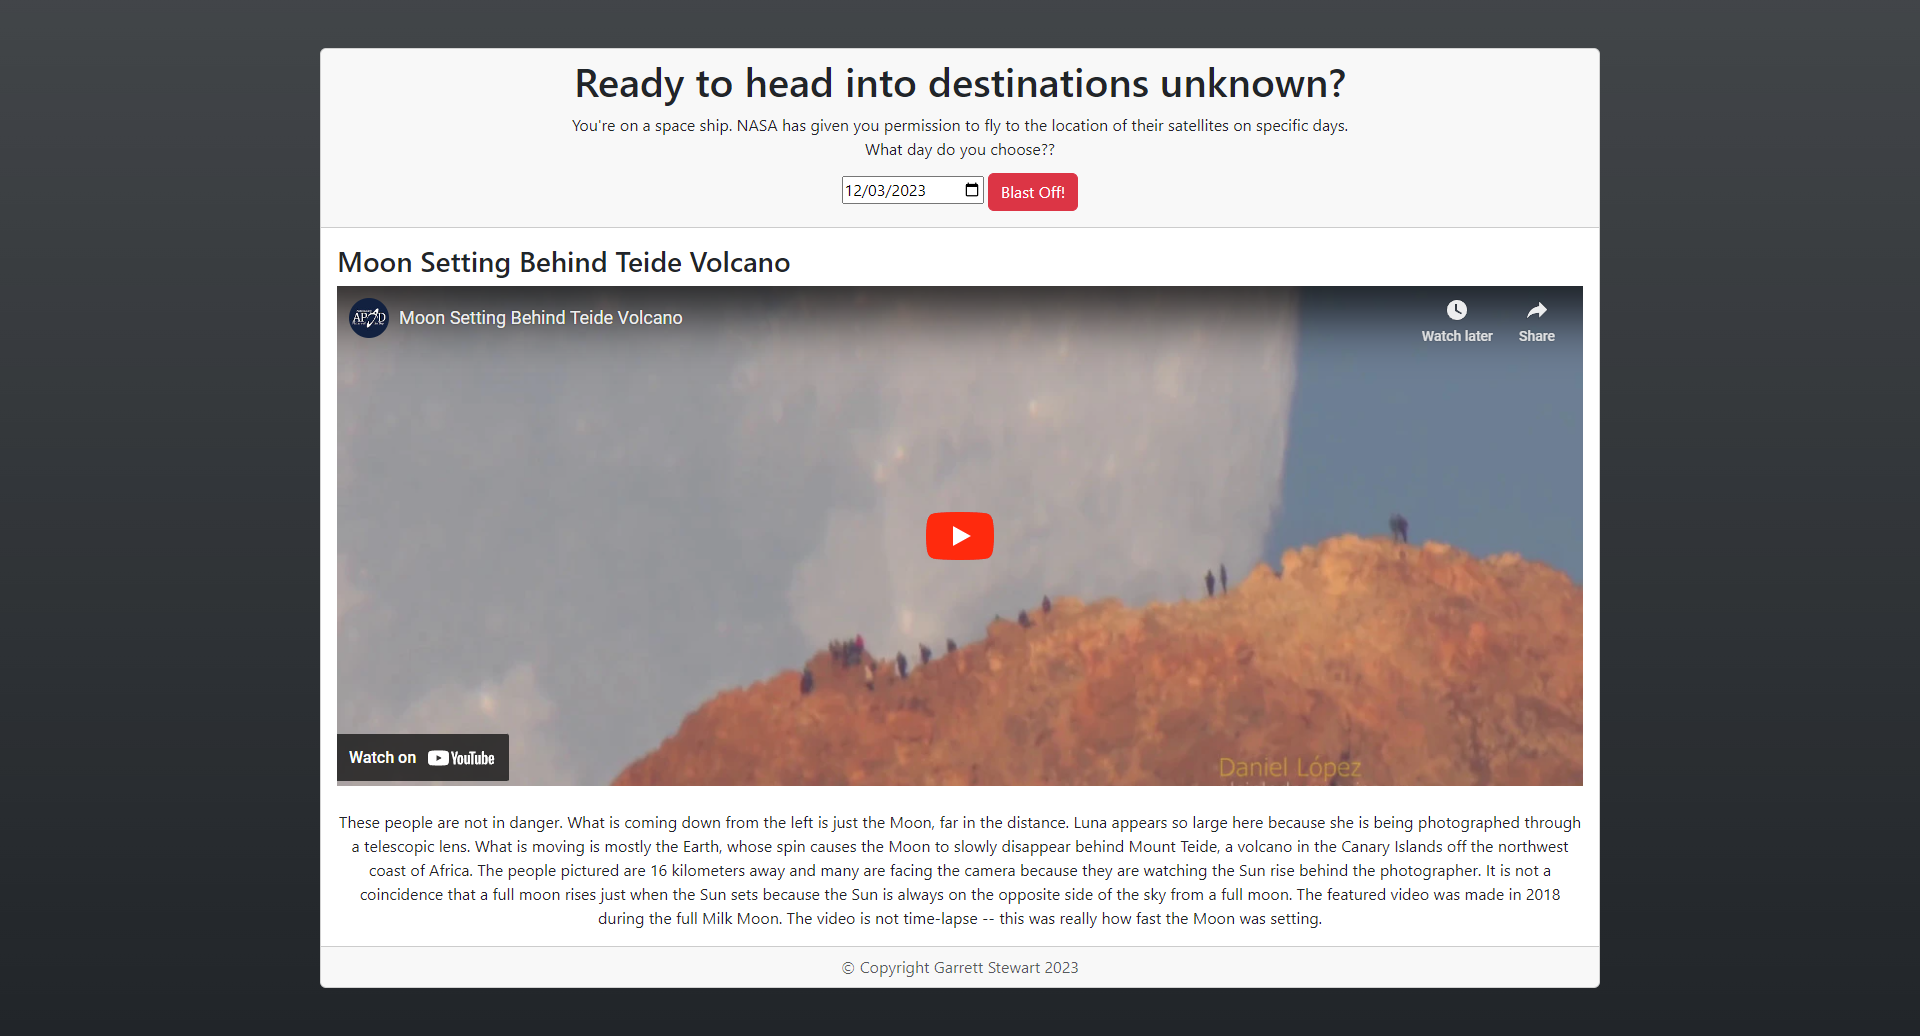 Ready to head into destinations unknown?
You're on a space ship. NASA has given you permission to fly to the location of their satellites on specific days.
What day do you choose??
12/03/2023
Blast Off!
Moon Setting Behind Teide Volcano
APOD
Moon Setting Behind Teide Volcano
Watch later
Share
Daniel López
Watch on YouTube
These people are not in danger. What is coming down from the left is just the Moon, far in the distance. Luna appears so large here because she is being photographed through
a telescopic lens. What is moving is mostly the Earth, whose spin causes the Moon to slowly disappear behind Mount Teide, a volcano in the Canary Islands off the northwest
coast of Africa. The people pictured are 16 kilometers away and many are facing the camera because they are watching the Sun rise behind the photographer. It is not a
coincidence that a full moon rises just when the Sun sets because the Sun is always on the opposite side of the sky from a full moon. The featured video was made in 2018
during the full Milk Moon. The video is not time-lapse -- this was really how fast the Moon was setting.
© Copyright Garrett Stewart 2023